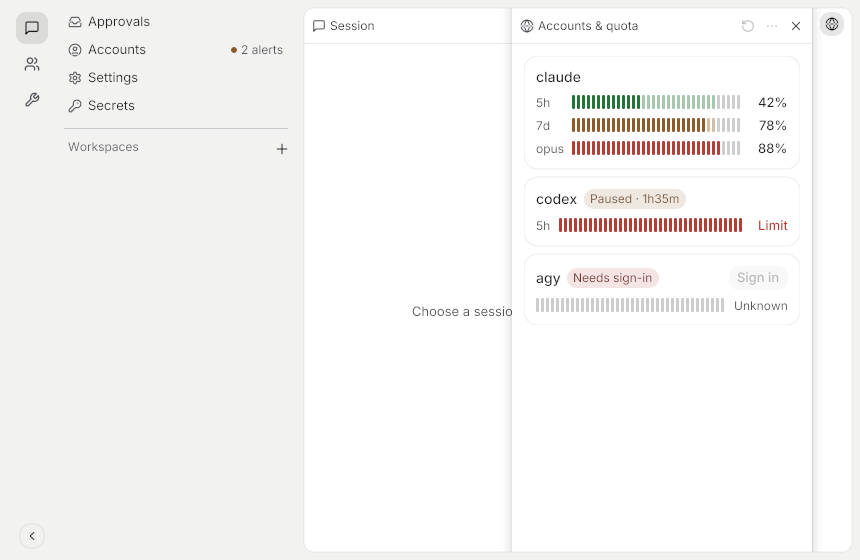 Approvals
Accounts
2 alerts
Settings
Secrets
Workspaces
Session
Choose a sessio
Accounts & quota
claude
5h 42%
7d 78%
opus 88%
codex Paused · 1h35m
5h Limit
agy Needs sign-in Sign in
Unknown